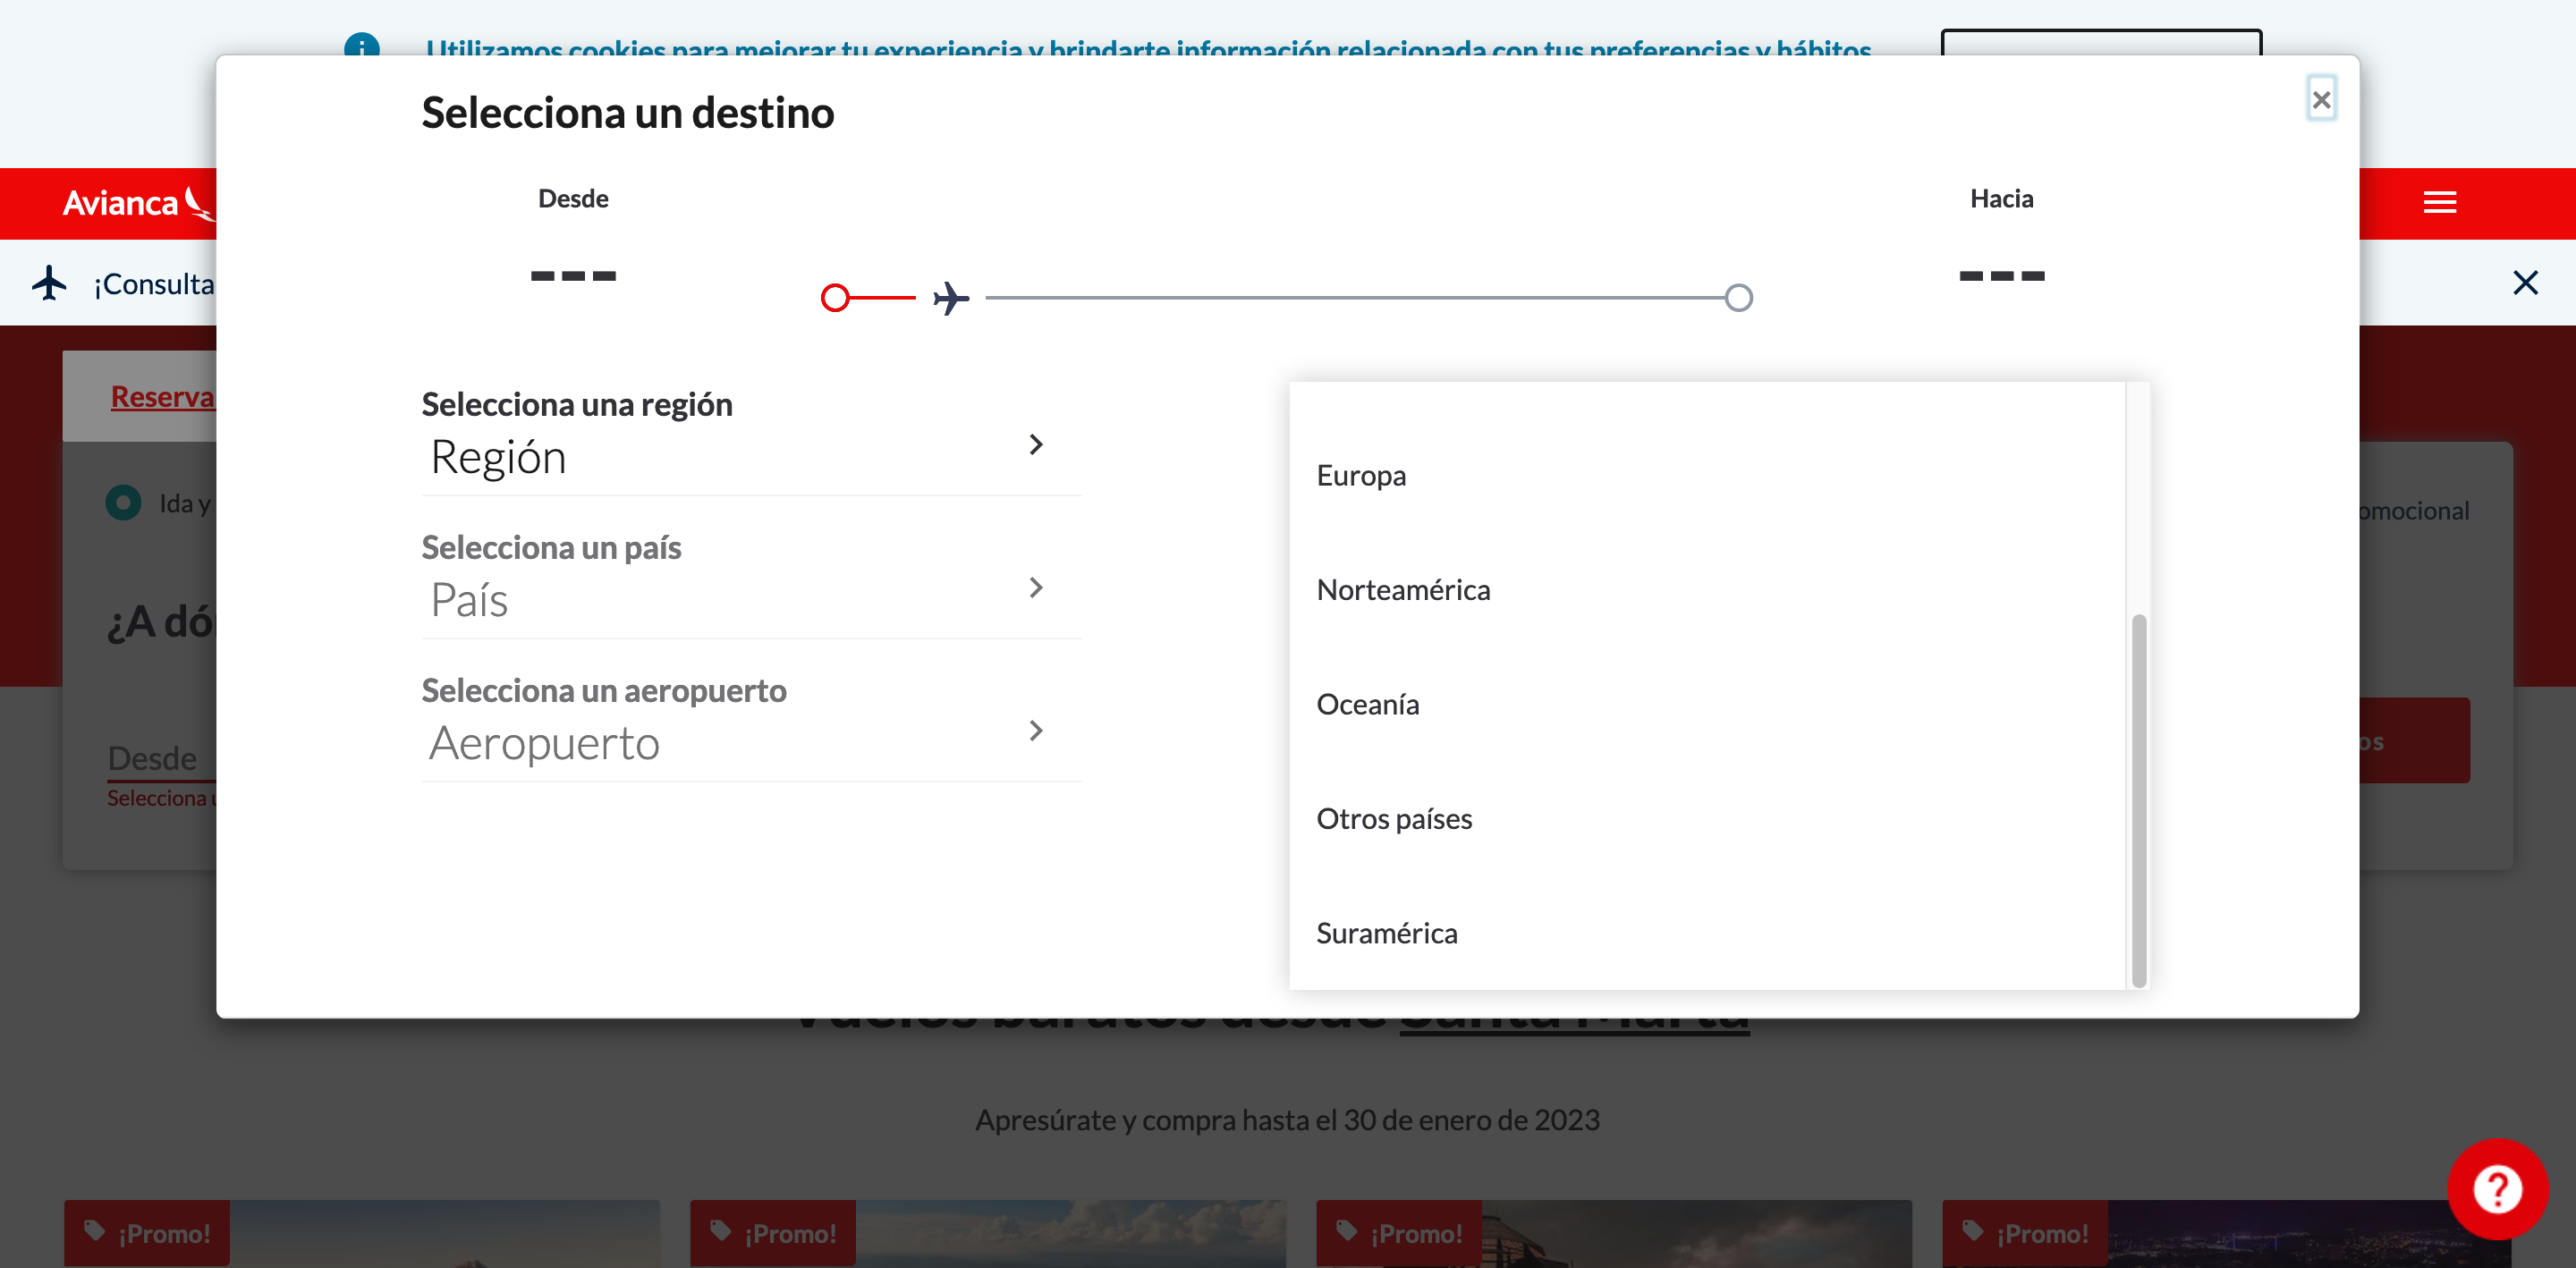 Utilizamos cookies para mejorar tu experiencia y brindarte información relacionada con tus preferencias y hábitos
Selecciona un destino
×
Desde
Hacia
---
---
Avianca
¡Consulta
Reserva
Selecciona una región
Región
Europa
Ida y
omocional
Selecciona un país
País
Norteamérica
¿A dó
Selecciona un aeropuerto
Aeropuerto
Oceanía
Desde
os
Selecciona
Otros países
Suramérica
Vuelos baratos desde Santa Marta
Apresúrate y compra hasta el 30 de enero de 2023
¡Promo!
¡Promo!
¡Promo!
¡Promo!